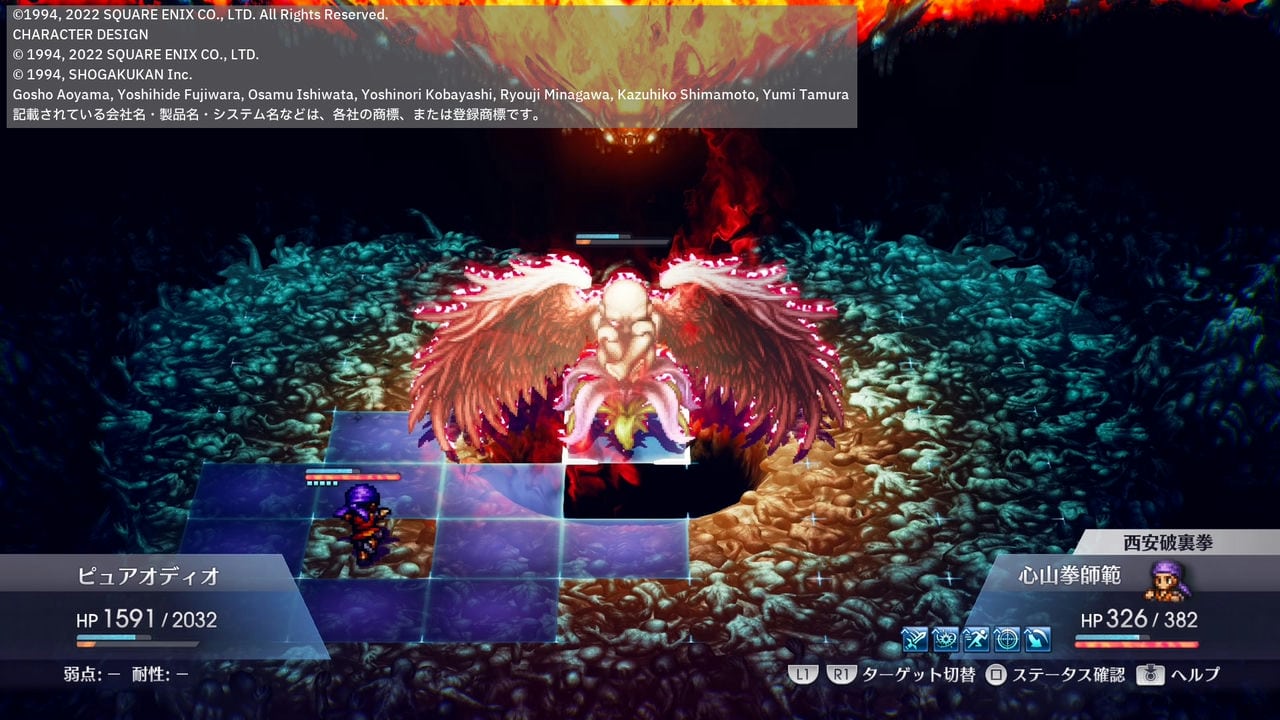 ©1994, 2022 SQUARE ENIX CO., LTD. All Rights Reserved.
CHARACTER DESIGN
© 1994, 2022 SQUARE ENIX CO., LTD.
© 1994, SHOGAKUKAN Inc.
Gosho Aoyama, Yoshihide Fujiwara, Osamu Ishiwata, Yoshinori Kobayashi, Ryouji Minagawa, Kazuhiko Shimamoto, Yumi Tamura
記載されている会社名・製品名・システム名などは、各社の商標、または登録商標です。
西安破裏拳
ピュアオディオ
心山拳師範
HP 1591 / 2032
HP 326 / 382
弱点: － 耐性: －
L1 R1 ターゲット切替 ステータス確認 ヘルプ